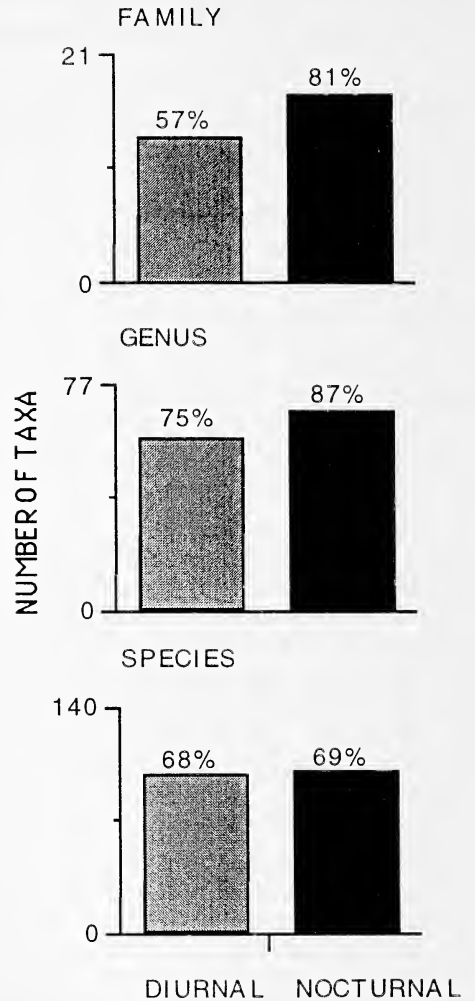 FAMILY
21
57%
81%
0
GENUS
77
75%
87%
0
NUMBER OF TAXA
SPECIES
140
68%
69%
0
DIURNAL NOCTURNAL